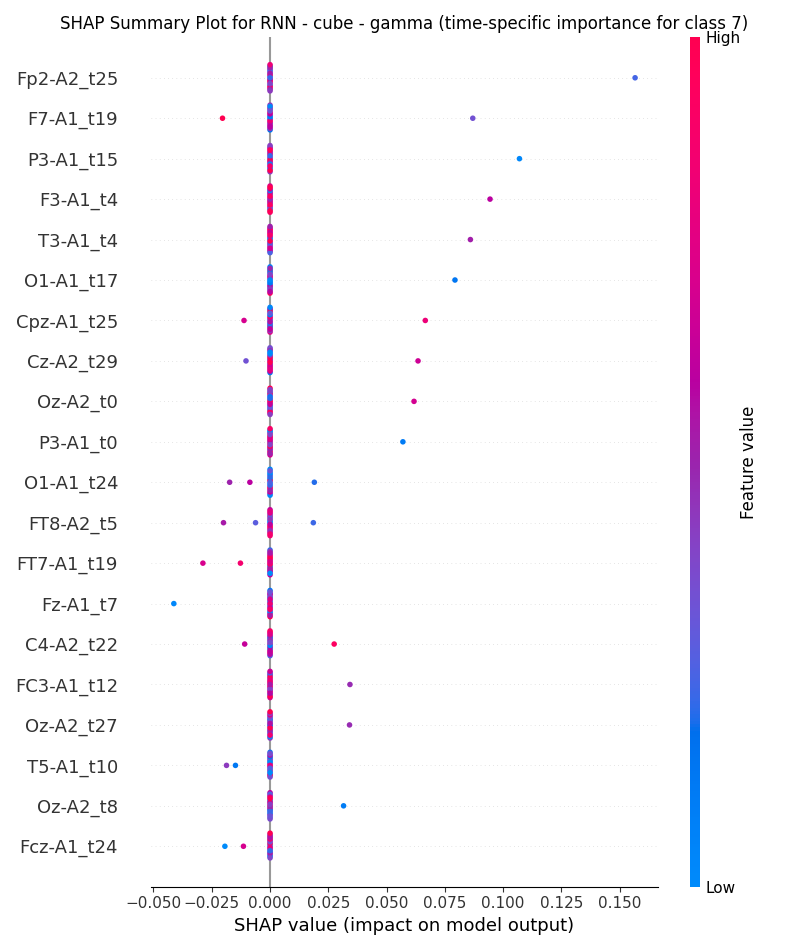 SHAP Summary Plot for RNN - cube - gamma (time-specific importance for class 7)
High
Fp2-A2_t25
F7-A1_t19
P3-A1_t15
F3-A1_t4
T3-A1_t4
O1-A1_t17
Cpz-A1_t25
Cz-A2_t29
Oz-A2_t0
P3-A1_t0
O1-A1_t24
FT8-A2_t5
FT7-A1_t19
Fz-A1_t7
C4-A2_t22
FC3-A1_t12
Oz-A2_t27
T5-A1_t10
Oz-A2_t8
Fcz-A1_t24
Feature value
Low
−0.050 −0.025 0.000 0.025 0.050 0.075 0.100 0.125 0.150
SHAP value (impact on model output)